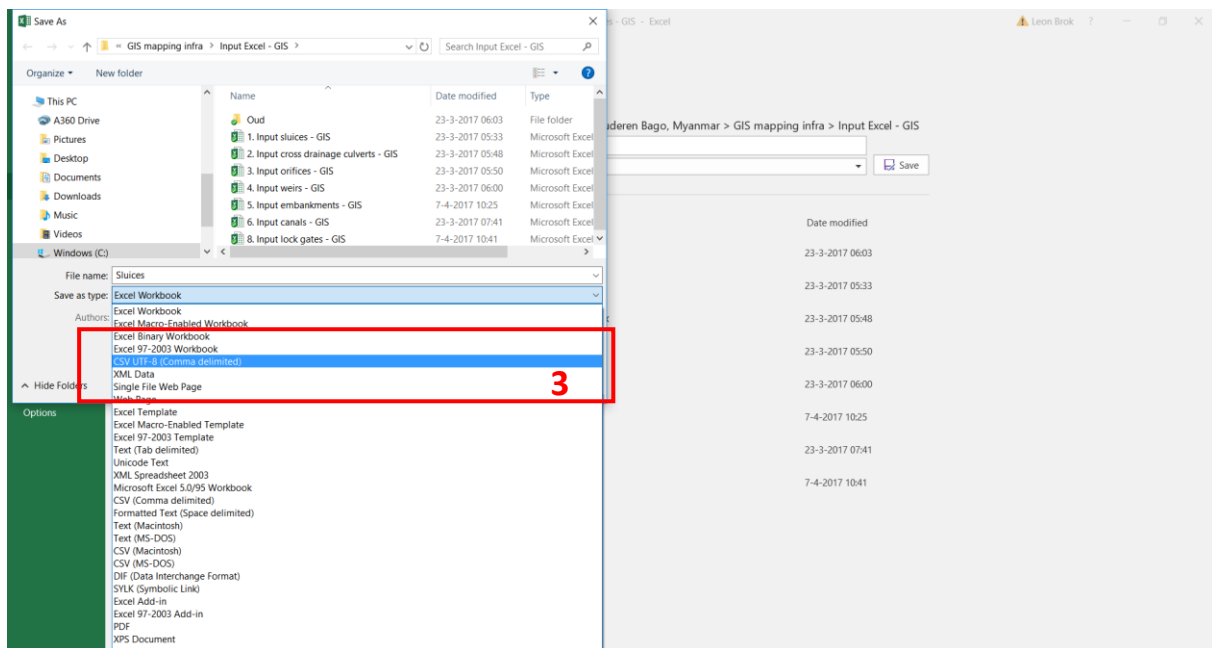 Save As
s - GIS - Excel
Leon Brok ?
« GIS mapping infra > Input Excel - GIS >
Search Input Excel - GIS
Organize
New folder
?
This PC
A360 Drive
Pictures
Desktop
Documents
Downloads
Music
Videos
Windows (C:)
Name Date modified Type
Oud 23-3-2017 06:03 File folder
1. Input sluices - GIS 23-3-2017 05:33 Microsoft Excel
2. Input cross drainage culverts - GIS 23-3-2017 05:48 Microsoft Excel
3. Input orifices - GIS 23-3-2017 05:50 Microsoft Excel
4. Input weirs - GIS 23-3-2017 06:00 Microsoft Excel
5. Input embankments - GIS 7-4-2017 10:25 Microsoft Excel
6. Input canals - GIS 23-3-2017 07:41 Microsoft Excel
8. Input lock gates - GIS 7-4-2017 10:41 Microsoft Excel
File name: Sluices
Save as type: Excel Workbook
Authors:
Excel Workbook
Excel Macro-Enabled Workbook
Excel Binary Workbook
Excel 97-2003 Workbook
CSV UTF-8 (Comma delimited)
XML Data
Single File Web Page
Web Page
Excel Template
Excel Macro-Enabled Template
Excel 97-2003 Template
Text (Tab delimited)
Unicode Text
XML Spreadsheet 2003
Microsoft Excel 5.0/95 Workbook
CSV (Comma delimited)
Formatted Text (Space delimited)
Text (Macintosh)
Text (MS-DOS)
CSV (Macintosh)
CSV (MS-DOS)
DIF (Data Interchange Format)
SYLK (Symbolic Link)
Excel Add-in
Excel 97-2003 Add-in
PDF
XPS Document
3
Hide Folders
Options
deren Bago, Myanmar > GIS mapping infra > Input Excel - GIS
Save
Date modified
23-3-2017 06:03
23-3-2017 05:33
23-3-2017 05:48
23-3-2017 05:50
23-3-2017 06:00
7-4-2017 10:25
23-3-2017 07:41
7-4-2017 10:41